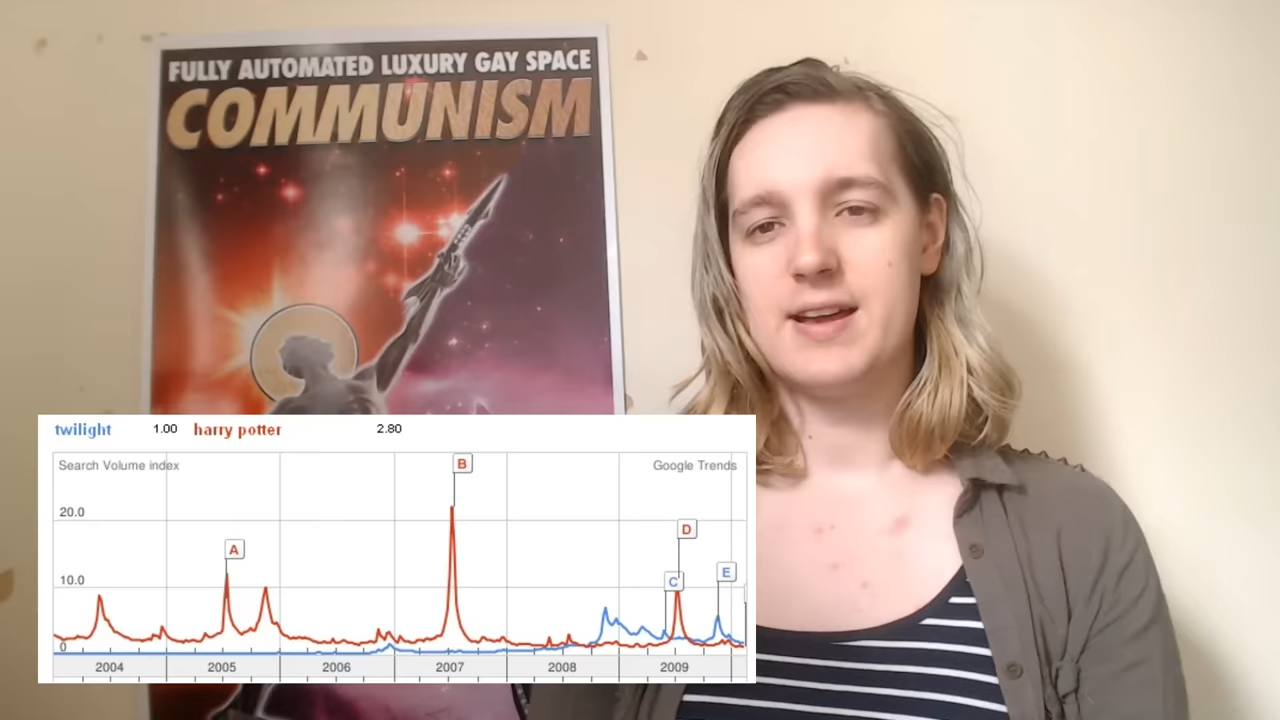 FULLY AUTOMATED LUXURY GAY SPACE
COMMUNISM
twilight 1.00 harry potter 2.80
Search Volume index Google Trends
B
20.0
D
A
E
C
10.0
0
2004 2005 2006 2007 2008 2009